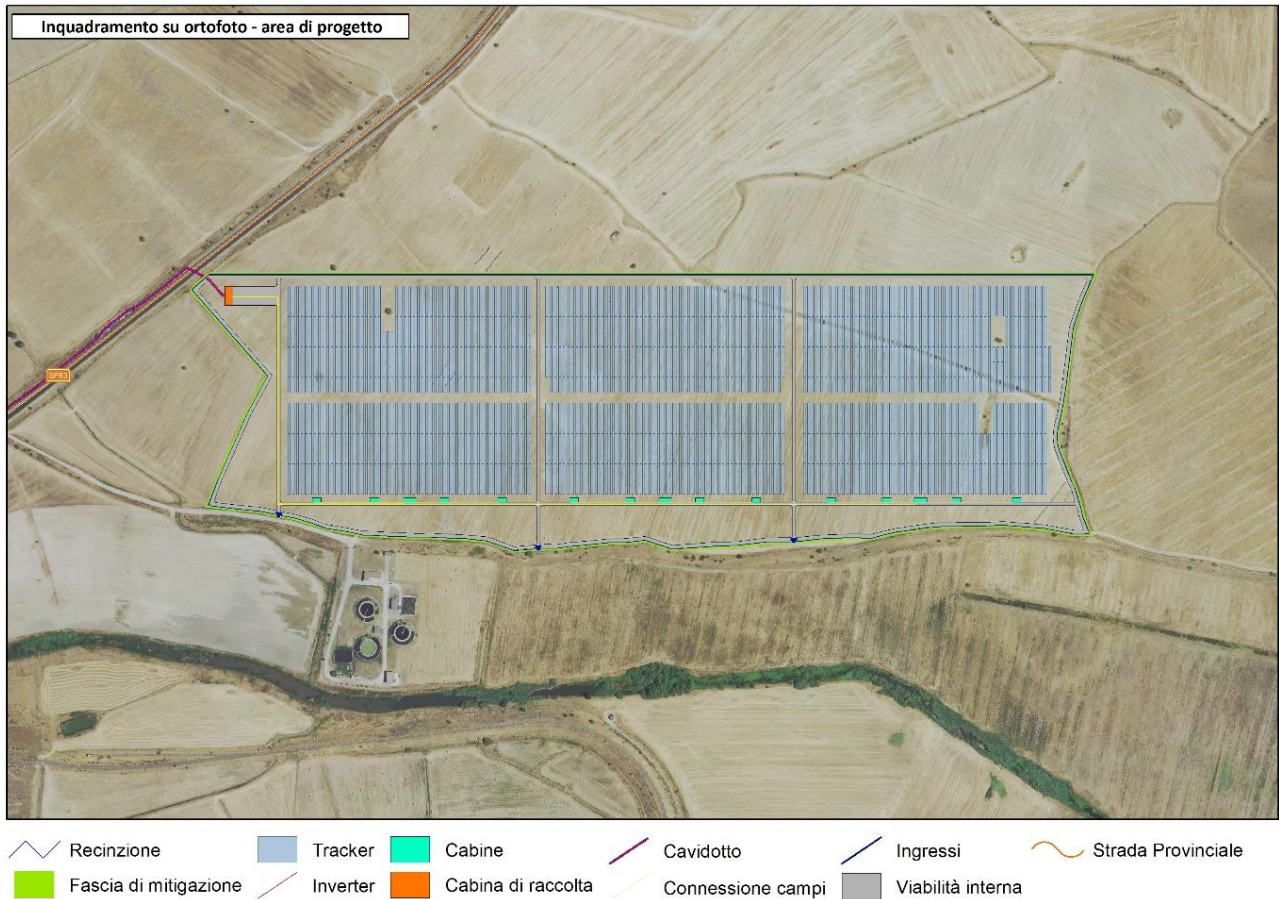 Inquadramento su ortofoto - area di progetto
SP63
Recinzione
Tracker
Cabine
Cavidotto
Ingressi
Strada Provinciale
Fascia di mitigazione
Inverter
Cabina di raccolta
Connessione campi
Viabilità interna